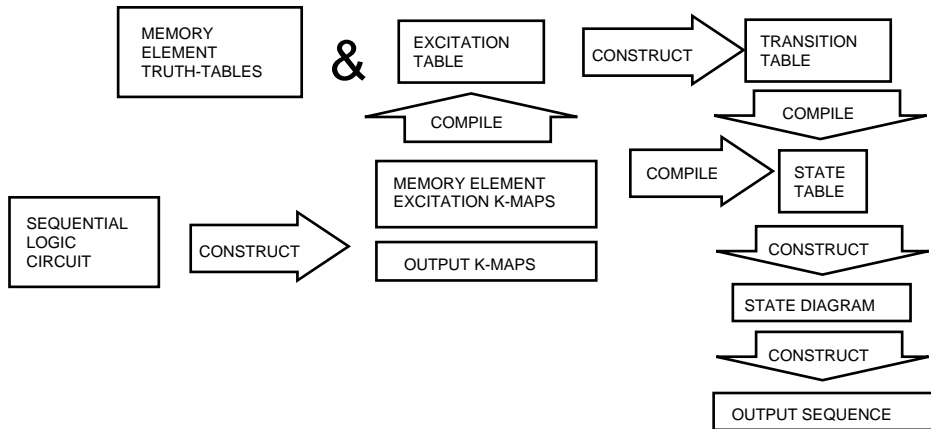 MEMORY
ELEMENT
TRUTH-TABLES
&
EXCITATION
TABLE
CONSTRUCT
TRANSITION
TABLE
COMPILE
COMPILE
MEMORY ELEMENT
EXCITATION K-MAPS
COMPILE
STATE
TABLE
SEQUENTIAL
LOGIC
CIRCUIT
CONSTRUCT
OUTPUT K-MAPS
CONSTRUCT
STATE DIAGRAM
CONSTRUCT
OUTPUT SEQUENCE